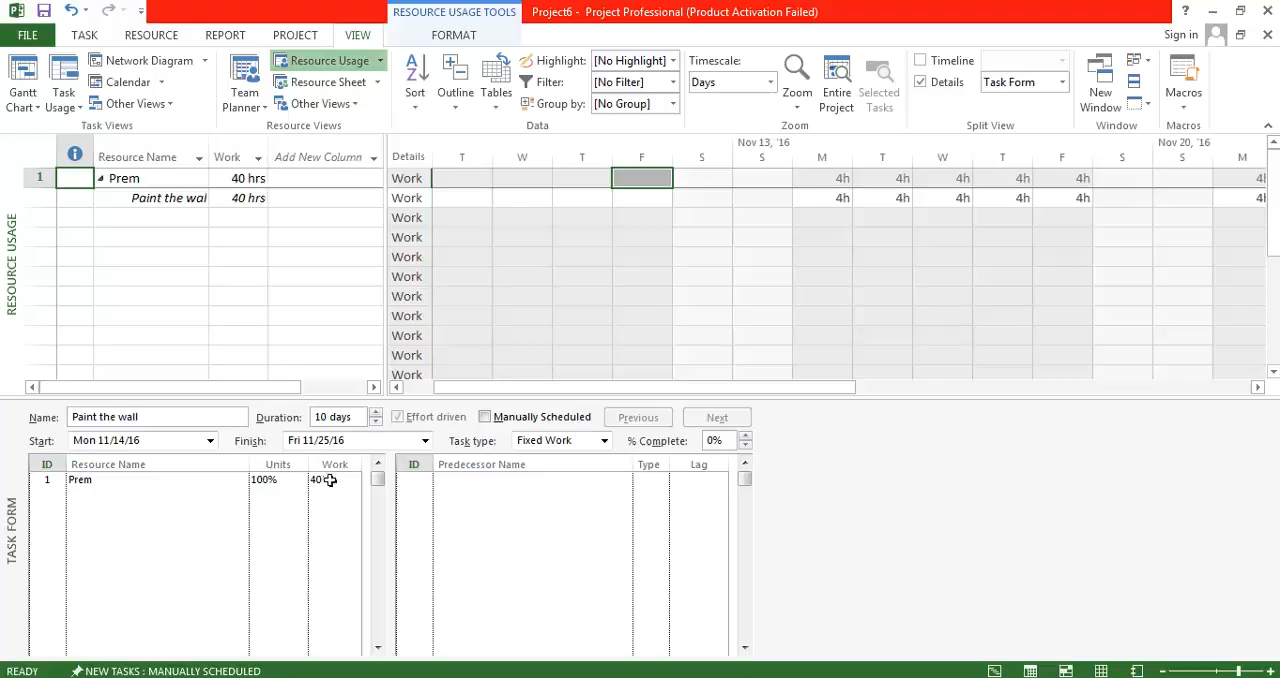 RESOURCE USAGE TOOLS Project6 - Project Professional (Product Activation Failed) ?
FILE TASK RESOURCE REPORT PROJECT VIEW FORMAT Sign in
Gantt Chart
Task Usage
Network Diagram
Calendar
Other Views
Task Views
Team Planner
Resource Usage
Resource Sheet
Other Views
Resource Views
Sort
Outline
Tables
Highlight: [No Highlight]
Filter: [No Filter]
Group by: [No Group]
Data
Timescale:
Days
Zoom
Entire Project
Selected Tasks
Zoom
Timeline
Details Task Form
Split View
New Window
Window
Macros
Macros
RESOURCE USAGE
Nov 13, '16 Nov 20, '16
Resource Name Work Add New Column Details T W T F S S M T W T F S S M
1 Prem 40 hrs Work 4h 4h 4h 4h 4h 4h
Paint the wal 40 hrs Work 4h 4h 4h 4h 4h 4h
Work
Work
Work
Work
Work
Work
Work
Work
Work
TASK FORM
Name: Paint the wall Duration: 10 days Effort driven Manually Scheduled Previous Next
Start: Mon 11/14/16 Finish: Fri 11/25/16 Task type: Fixed Work % Complete: 0%
ID Resource Name Units Work ID Predecessor Name Type Lag
1 Prem 100% 40
READY NEW TASKS : MANUALLY SCHEDULED